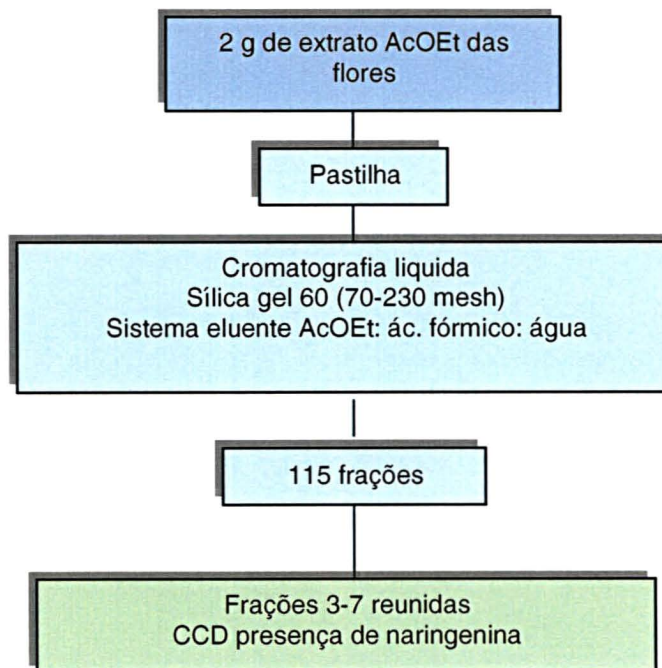 2 g de extrato AcOEt das
flores
Pastilha
Cromatografia liquida
Sílica gel 60 (70-230 mesh)
Sistema eluente AcOEt: ác. fórmico: água
115 frações
Frações 3-7 reunidas
CCD presença de naringenina